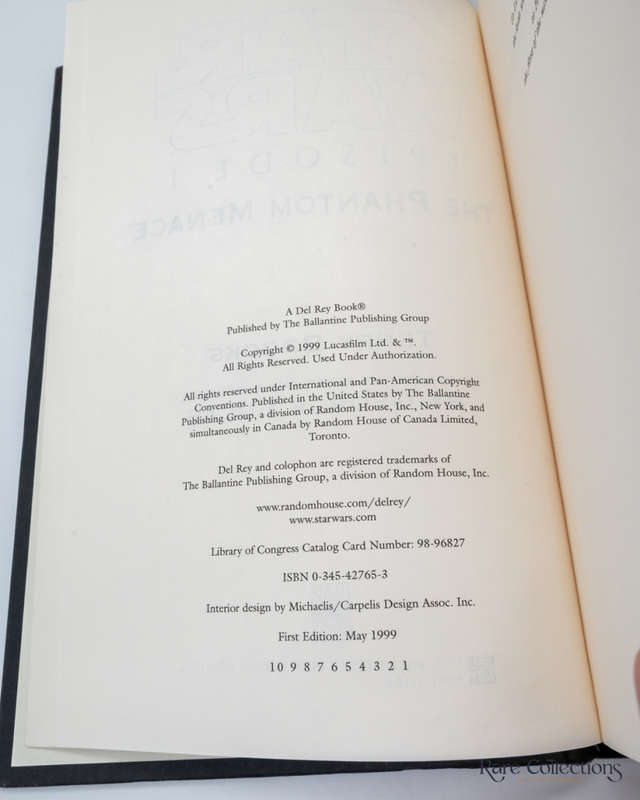 A Del Rey Book®
Published by The Ballantine Publishing Group
Copyright © 1999 Lucasfilm Ltd. & ™.
All Rights Reserved. Used Under Authorization.
All rights reserved under International and Pan-American Copyright
Conventions. Published in the United States by The Ballantine
Publishing Group, a division of Random House, Inc., New York, and
simultaneously in Canada by Random House of Canada Limited,
Toronto.
Del Rey and colophon are registered trademarks of
The Ballantine Publishing Group, a division of Random House, Inc.
www.randomhouse.com/delrey/
www.starwars.com
Library of Congress Catalog Card Number: 98-96827
ISBN 0-345-42765-3
Interior design by Michaelis/Carpelis Design Assoc. Inc.
First Edition: May 1999
10 9 8 7 6 5 4 3 2 1
STAR
WARS
EPISODE I
THE PHANTOM MENACE
Rare Collections